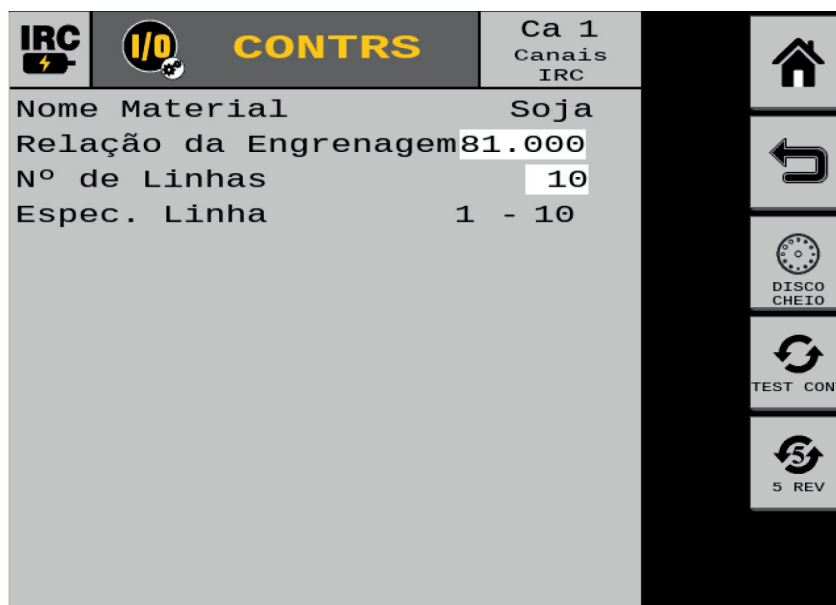 IRC
I/O
CONTRS
Ca 1
Canais
IRC
Nome Material Soja
Relação da Engrenagem 81.000
Nº de Linhas 10
Espec. Linha 1 - 10
DISCO
CHEIO
TEST CON
5
5 REV